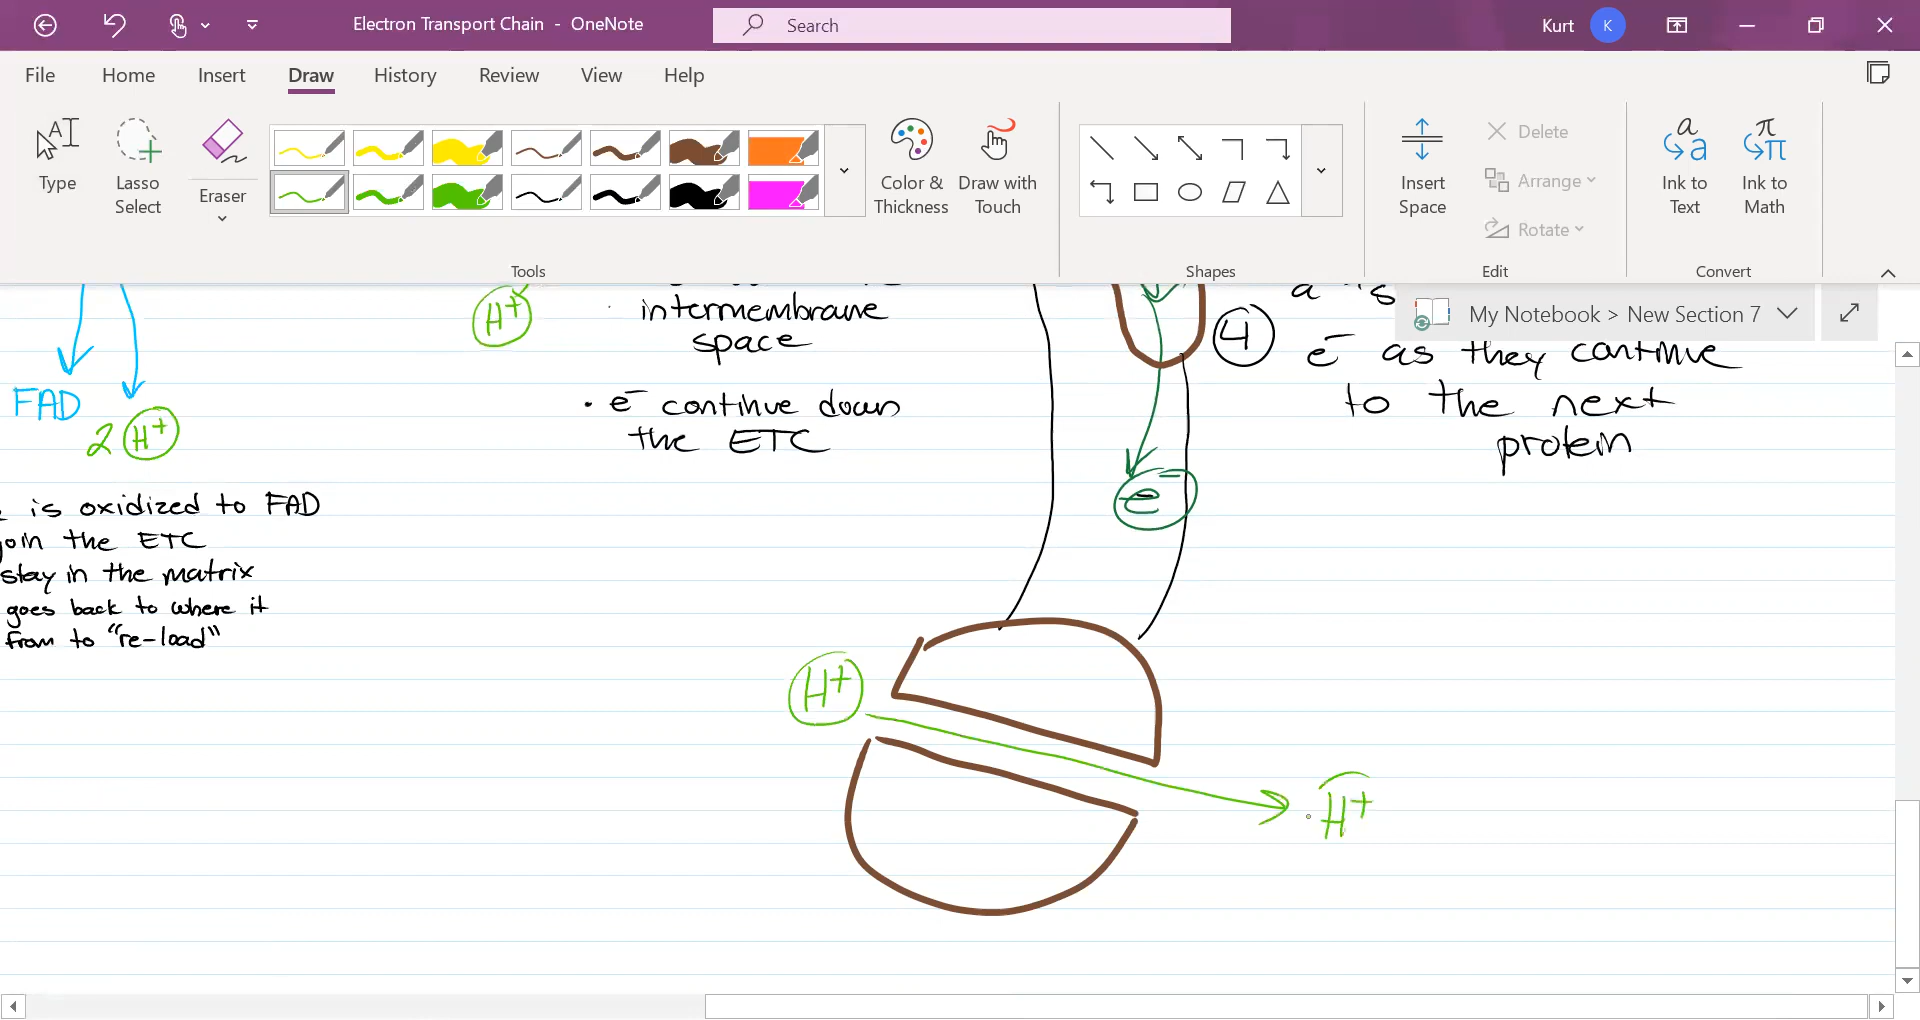 Electron Transport Chain - OneNote
Search
Kurt
K
File
Home
Insert
Draw
History
Review
View
Help
Type
Lasso Select
Eraser
Color & Thickness
Draw with Touch
Insert Space
Delete
Arrange
Rotate
Ink to Text
Ink to Math
Tools
Shapes
Edit
Convert
My Notebook > New Section 7
FAD
2 H+
is oxidized to FAD
join the ETC
stay in the matrix
goes back to where it
from to "re-load"
H+
intermembrane
space
• e- continue down
the ETC
e-
4
a is
e- as they continue
to the next
protein
H+
H+